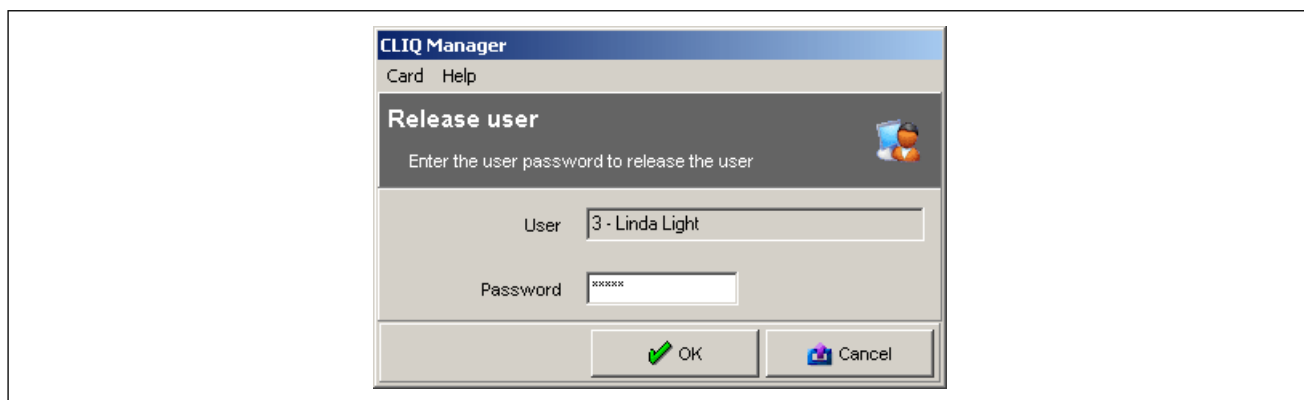 CLIQ Manager
Card Help
Release user
Enter the user password to release the user
User 3 - Linda Light
Password xxxxx
OK Cancel